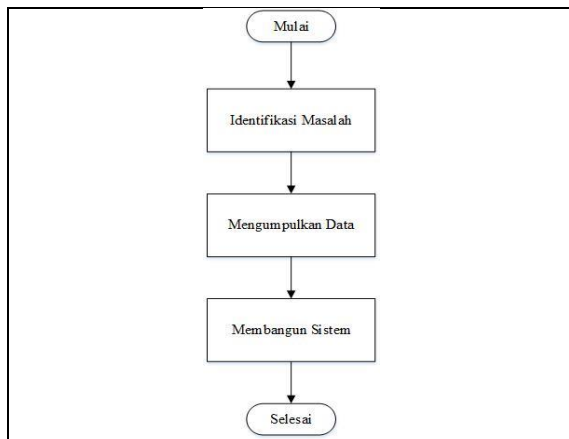 Mulai
Identifikasi Masalah
Mengumpulkan Data
Membangun Sistem
Selesai